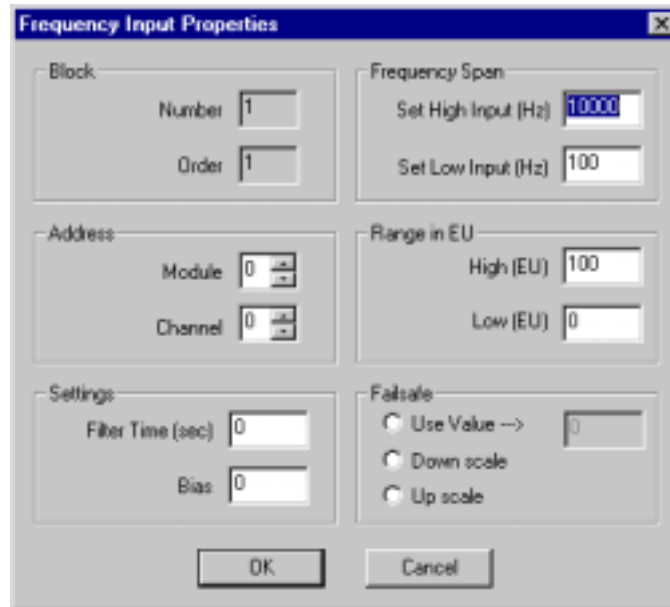 Frequency Input Properties
Block
Number 1
Order 1
Frequency Span
Set High Input (Hz) 10000
Set Low Input (Hz) 100
Address
Module 0
Channel 0
Range in EU
High (EU) 100
Low (EU) 0
Settings
Filter Time (sec) 0
Bias 0
Failsafe
Use Value --> 0
Down scale
Up scale
OK
Cancel